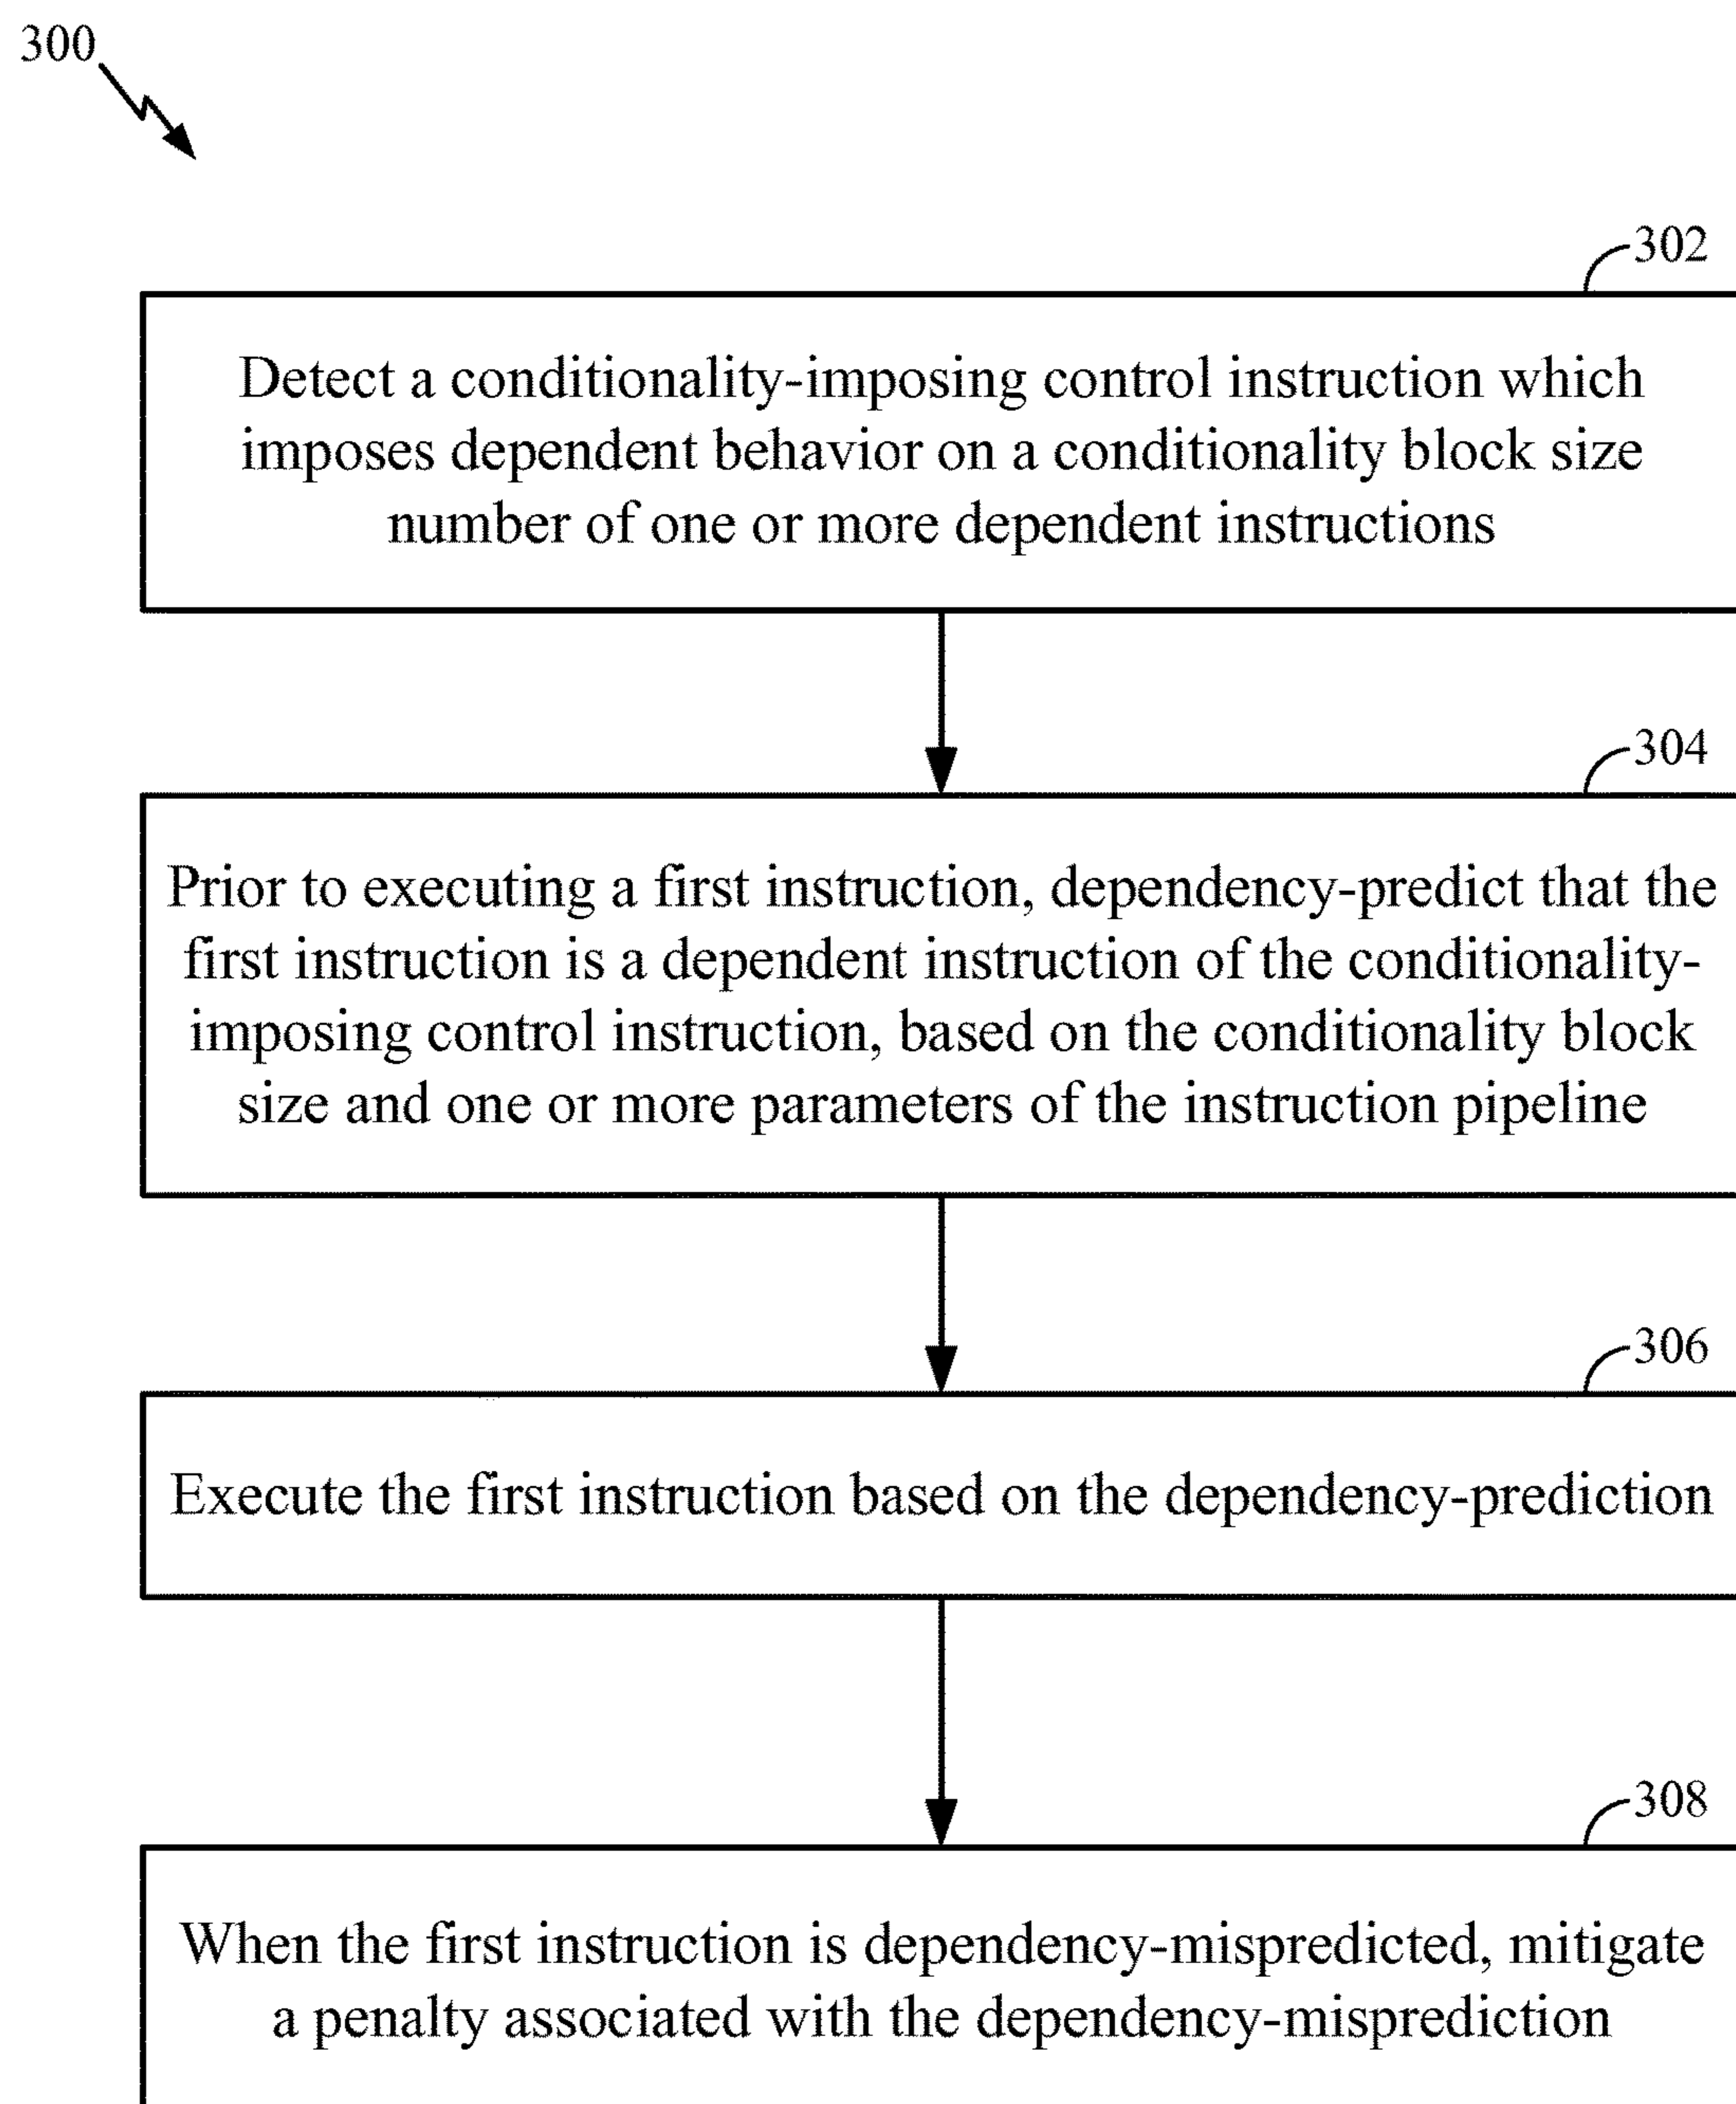 300
302
Detect a conditionality-imposing control instruction which
imposes dependent behavior on a conditionality block size
number of one or more dependent instructions
304
Prior to executing a first instruction, dependency-predict that the
first instruction is a dependent instruction of the conditionality-
imposing control instruction, based on the conditionality block
size and one or more parameters of the instruction pipeline
306
Execute the first instruction based on the dependency-prediction
308
When the first instruction is dependency-mispredicted, mitigate
a penalty associated with the dependency-misprediction